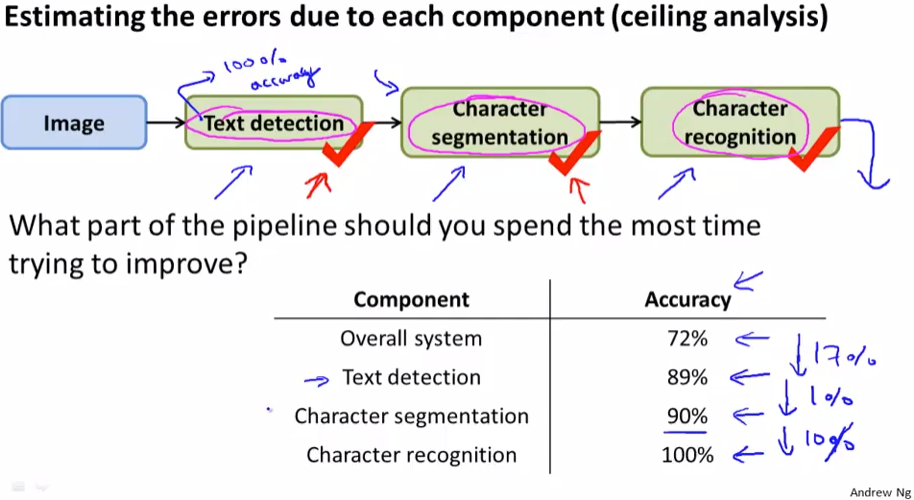 Estimating the errors due to each component (ceiling analysis)
100%
accuracy
Image
Text detection
Character
segmentation
Character
recognition
What part of the pipeline should you spend the most time
trying to improve?
Component Accuracy
Overall system 72%
17%
Text detection 89%
1%
Character segmentation 90%
10%
Character recognition 100%
Andrew Ng